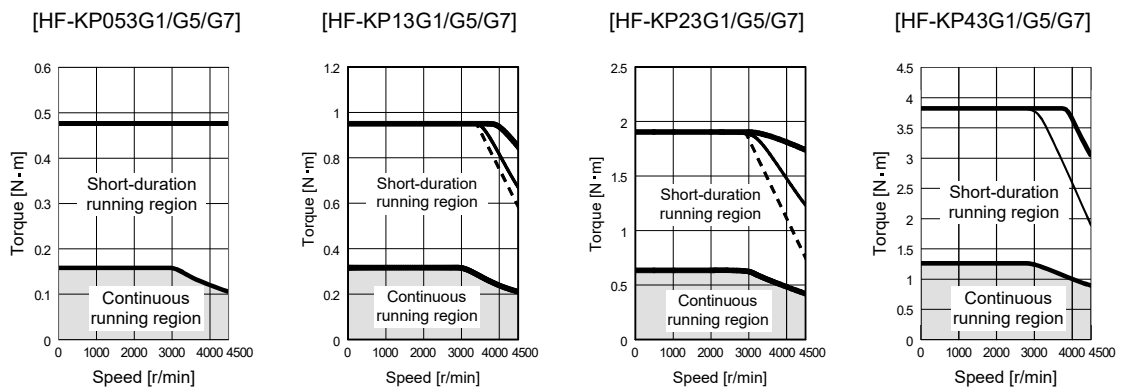 [HF-KP053G1/G5/G7]
0.6
0.5
0.4
0.3
0.2
0.1
0
Torque [N·m]
Short-duration
running region
Continuous
running region
0 1000 2000 3000 4000 4500
Speed [r/min]
[HF-KP13G1/G5/G7]
1.2
1
0.8
0.6
0.4
0.2
0
Torque [N·m]
Short-duration
running region
Continuous
running region
0 1000 2000 3000 4000 4500
Speed [r/min]
[HF-KP23G1/G5/G7]
2.5
2
1.5
1
0.5
0
Torque [N·m]
Short-duration
running region
Continuous
running region
0 1000 2000 3000 4000 4500
Speed [r/min]
[HF-KP43G1/G5/G7]
4.5
4
3.5
3
2.5
2
1.5
1
0.5
0
Torque [N·m]
Short-duration
running region
Continuous
running region
0 1000 2000 3000 4000 4500
Speed [r/min]